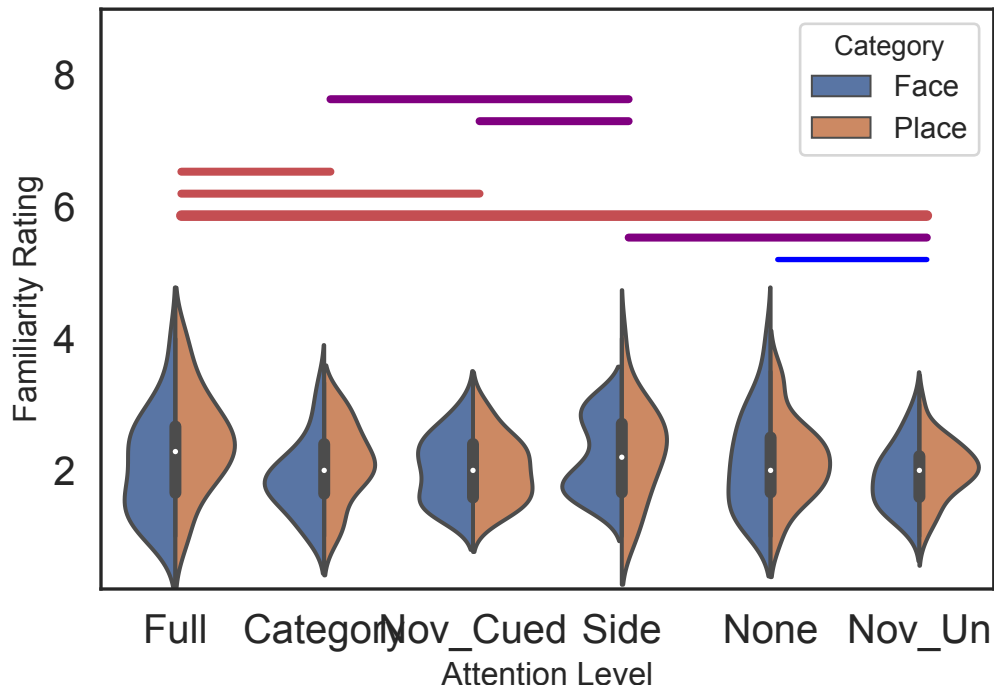 Category
Face
Place
8
6
4
2
Familiarity Rating
Full Category Nov_Cued Side None Nov_Un
Attention Level